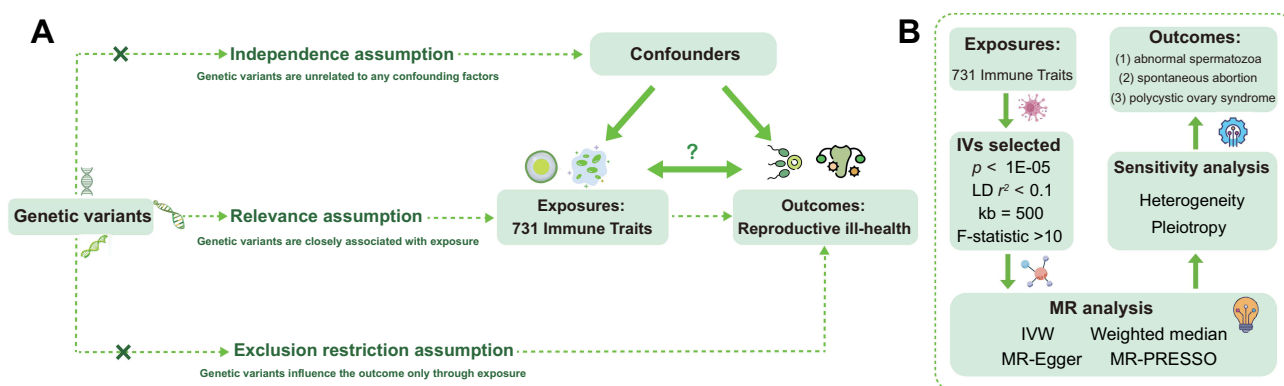 A
Independence assumption
Genetic variants are unrelated to any confounding factors
Confounders
?
Genetic variants
Relevance assumption
Genetic variants are closely associated with exposure
Exposures:
731 Immune Traits
Outcomes:
Reproductive ill-health
Exclusion restriction assumption
Genetic variants influence the outcome only through exposure
B
Exposures:
731 Immune Traits
IVs selected
p < 1E-05
LD r² < 0.1
kb = 500
F-statistic >10
MR analysis
IVW Weighted median
MR-Egger MR-PRESSO
Sensitivity analysis
Heterogeneity
Pleiotropy
Outcomes:
(1) abnormal spermatozoa
(2) spontaneous abortion
(3) polycystic ovary syndrome